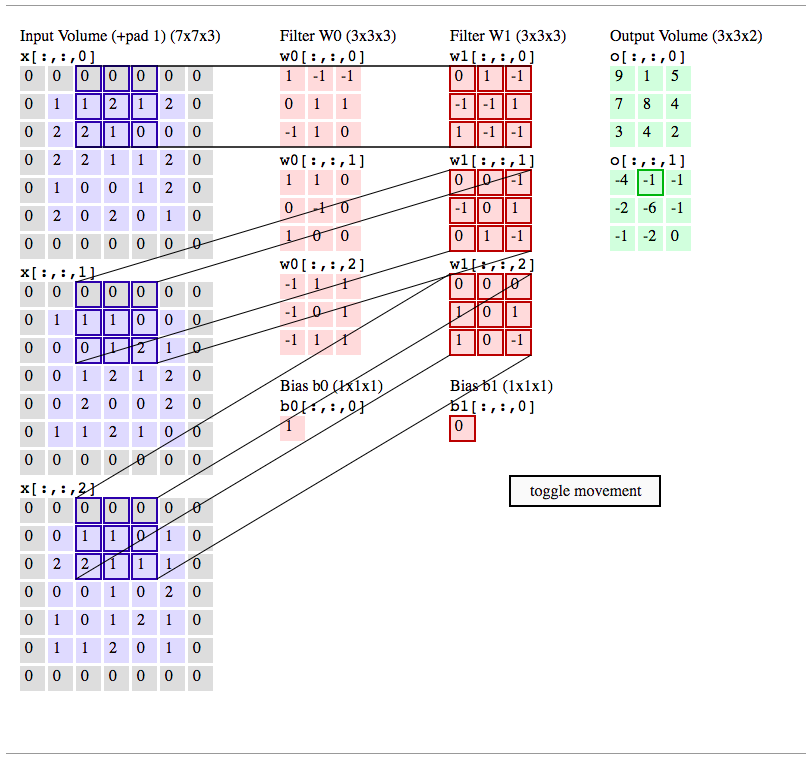 Input Volume (+pad 1) (7x7x3)
x[:,:,0]
0 0 0 0 0 0 0
0 1 1 2 1 2 0
0 2 2 1 0 0 0
0 2 2 1 1 2 0
0 1 0 0 1 2 0
0 2 0 2 0 1 0
0 0 0 0 0 0 0
x[:,:,1]
0 0 0 0 0 0 0
0 1 1 1 0 0 0
0 0 0 1 2 1 0
0 0 1 2 1 2 0
0 0 2 0 0 2 0
0 1 1 2 1 0 0
0 0 0 0 0 0 0
x[:,:,2]
0 0 0 0 0 0 0
0 0 1 1 0 1 0
0 2 2 1 1 1 0
0 0 0 1 0 2 0
0 1 0 1 2 1 0
0 1 1 2 0 1 0
0 0 0 0 0 0 0
Filter W0 (3x3x3)
w0[:,:,0]
1 -1 -1
0 1 1
-1 1 0
w0[:,:,1]
1 1 0
0 -1 0
1 0 0
w0[:,:,2]
-1 1 1
-1 0 1
-1 1 1
Bias b0 (1x1x1)
b0[:,:,0]
1
Filter W1 (3x3x3)
w1[:,:,0]
0 1 -1
-1 -1 1
1 -1 -1
w1[:,:,1]
0 0 -1
-1 0 1
0 1 -1
w1[:,:,2]
0 0 0
1 0 1
1 0 -1
Bias b1 (1x1x1)
b1[:,:,0]
0
Output Volume (3x3x2)
o[:,:,0]
9 1 5
7 8 4
3 4 2
o[:,:,1]
-4 -1 -1
-2 -6 -1
-1 -2 0
toggle movement